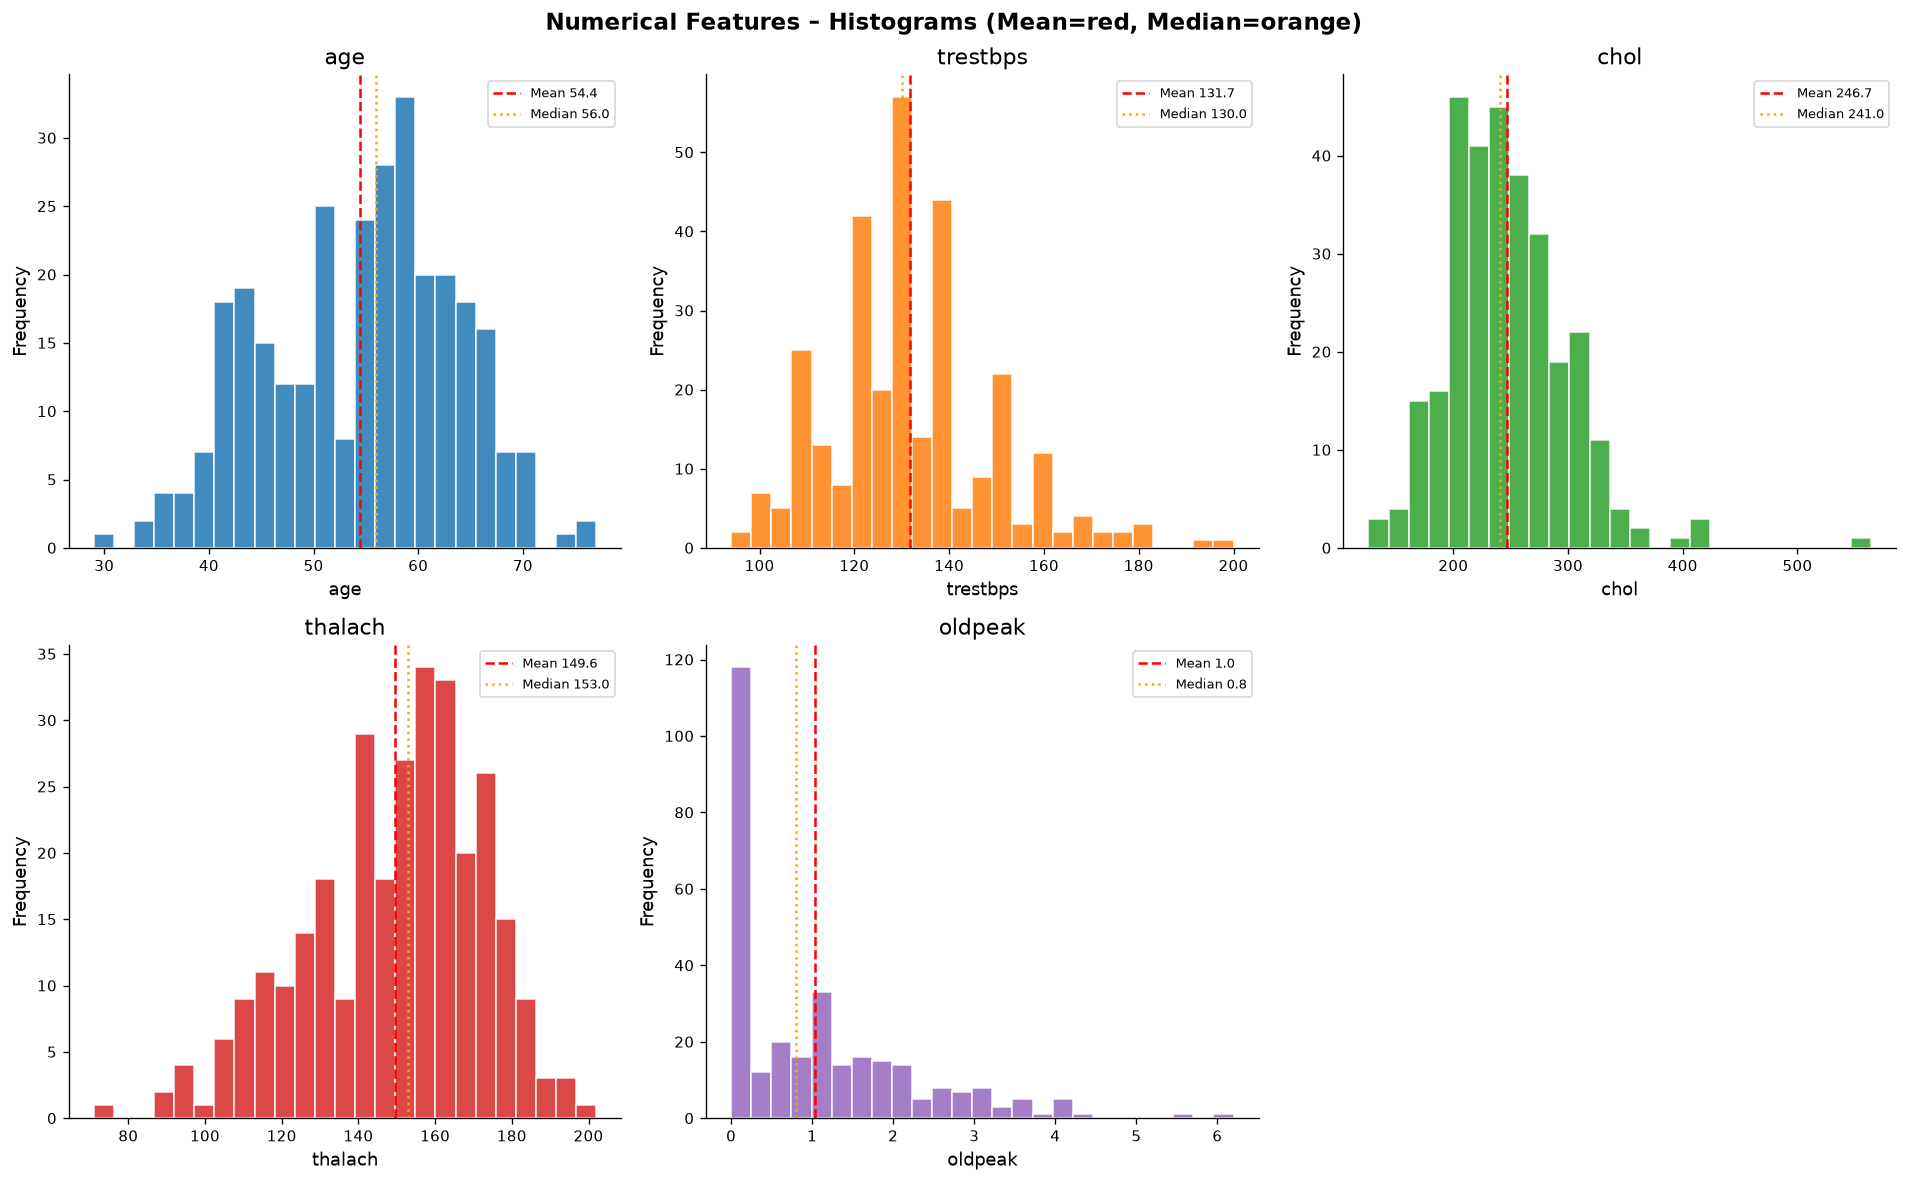 Numerical Features – Histograms (Mean=red, Median=orange)
age
Mean 54.4
Median 56.0
Frequency
30
25
20
15
10
5
0
30 40 50 60 70
age
trestbps
Mean 131.7
Median 130.0
Frequency
50
40
30
20
10
0
100 120 140 160 180 200
trestbps
chol
Mean 246.7
Median 241.0
Frequency
40
30
20
10
0
200 300 400 500
chol
thalach
Mean 149.6
Median 153.0
Frequency
35
30
25
20
15
10
5
0
80 100 120 140 160 180 200
thalach
oldpeak
Mean 1.0
Median 0.8
Frequency
120
100
80
60
40
20
0
0 1 2 3 4 5 6
oldpeak